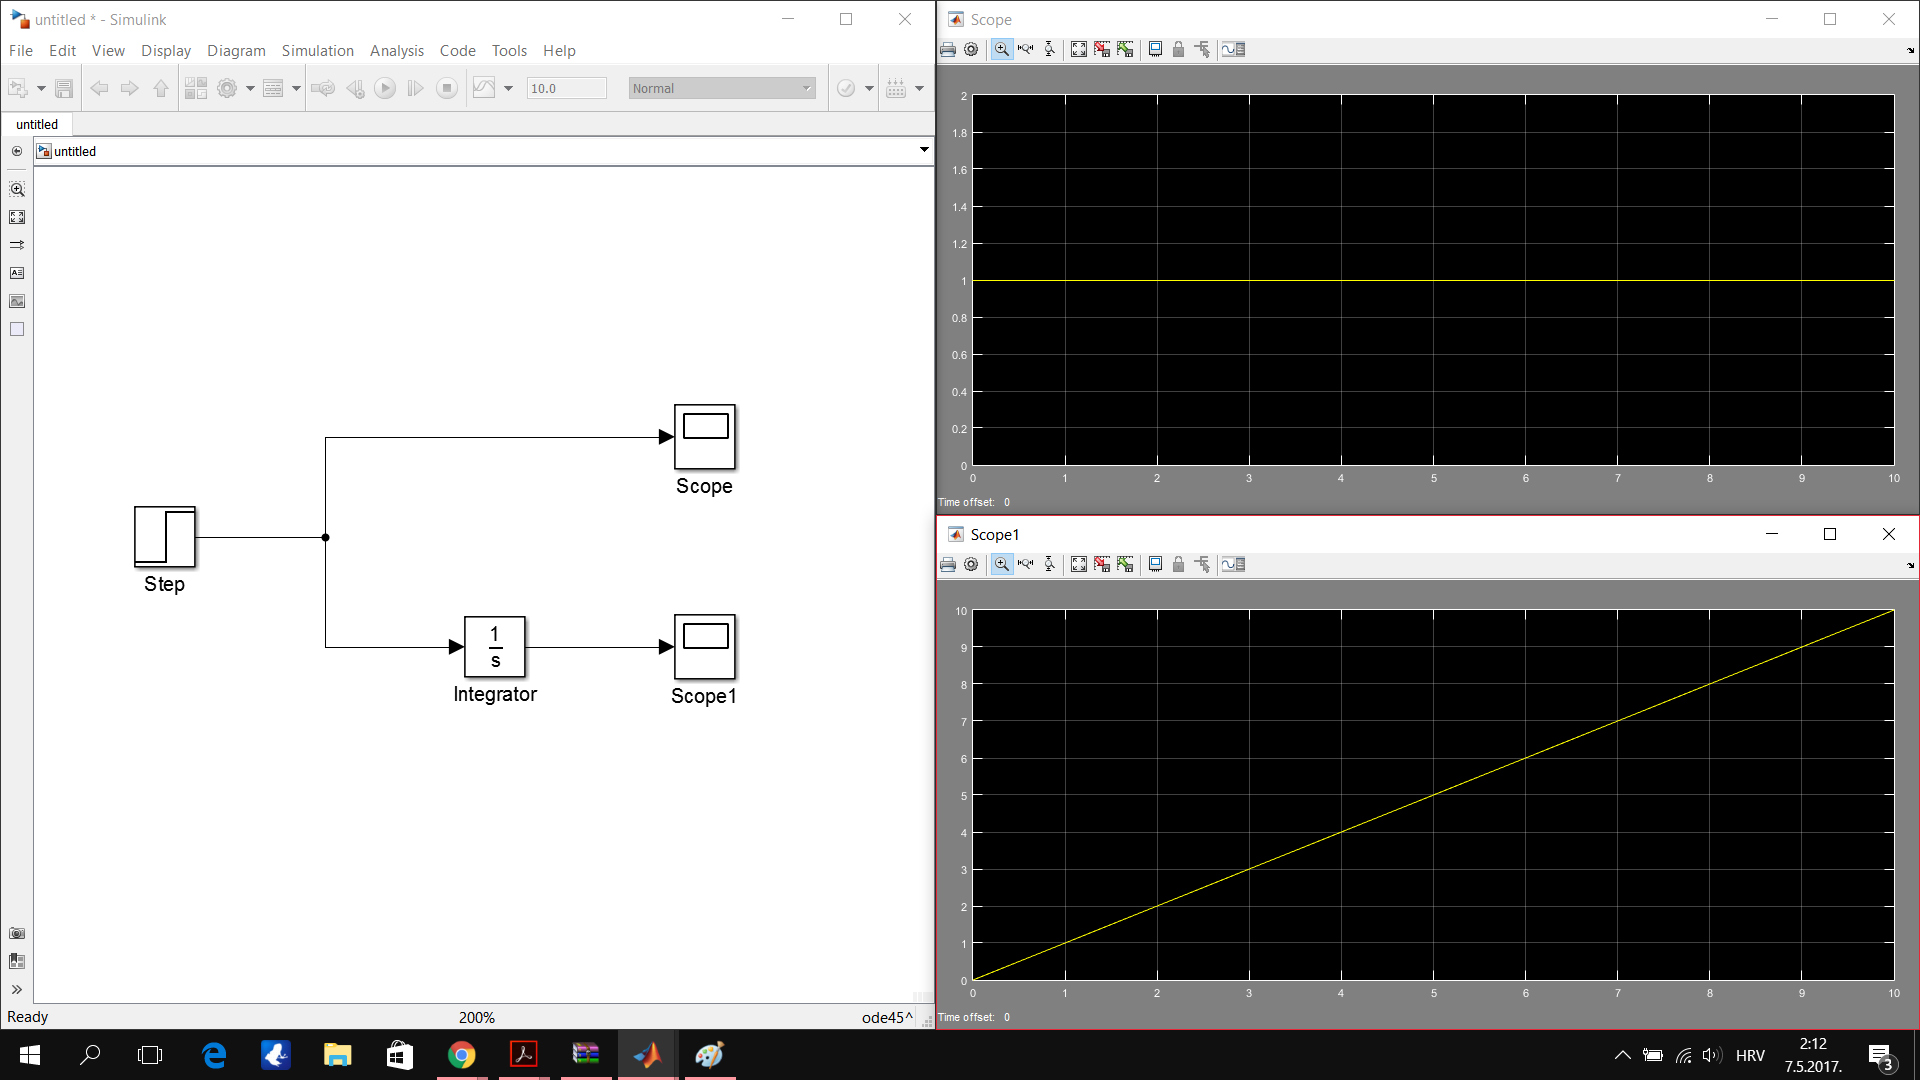 untitled * - Simulink
File Edit View Display Diagram Simulation Analysis Code Tools Help
10.0 Normal
untitled
untitled
Scope
Step
1
s
Integrator
Scope1
Ready 200% ode45^
Scope
2
1.8
1.6
1.4
1.2
1
0.8
0.6
0.4
0.2
0
0 1 2 3 4 5 6 7 8 9 10
Time offset: 0
Scope1
10
9
8
7
6
5
4
3
2
1
0
0 1 2 3 4 5 6 7 8 9 10
Time offset: 0
HRV
2:12
7.5.2017.
3